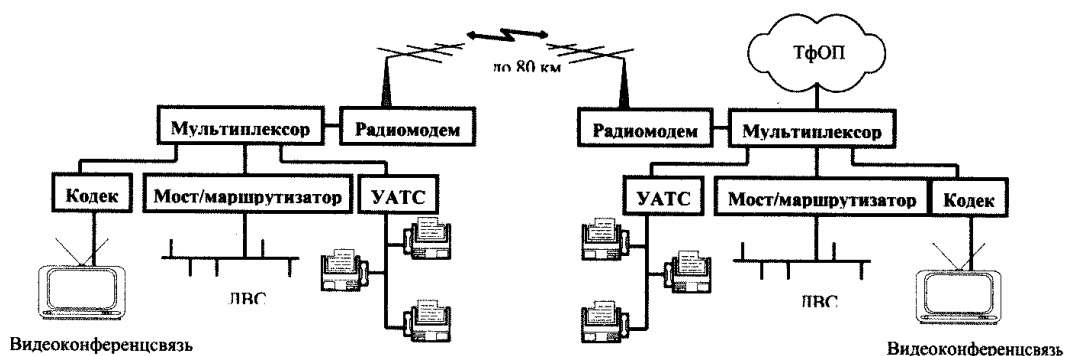 ТфОП
до 80 км
Мультиплексор
Радиомодем
Радиомодем
Мультиплексор
Кодек
Мост/маршрутизатор
УАТС
УАТС
Мост/маршрутизатор
Кодек
ЛВС
ЛВС
Видеоконференцсвязь
Видеоконференцсвязь